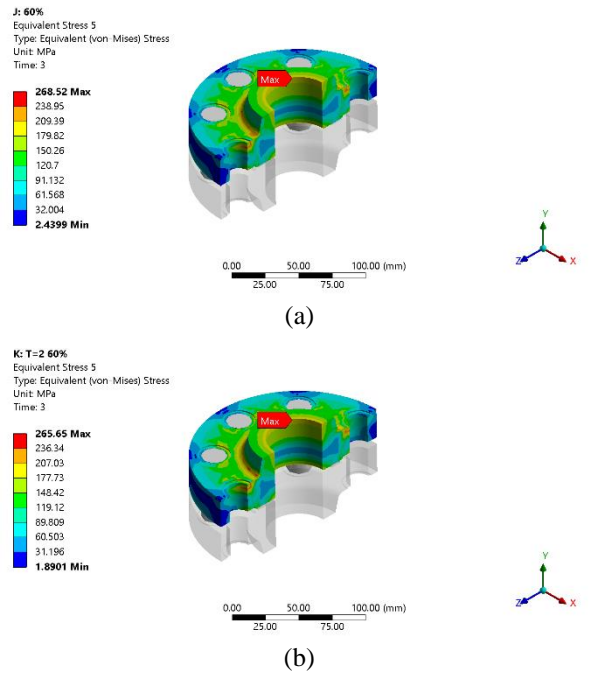 J: 60%
Equivalent Stress 5
Type: Equivalent (von-Mises) Stress
Unit: MPa
Time: 3
268.52 Max
238.95
209.39
179.82
150.26
120.7
91.132
61.568
32.004
2.4399 Min
Max
Y
Z
X
0.00 50.00 100.00 (mm)
25.00 75.00
(a)
K: T=2 60%
Equivalent Stress 5
Type: Equivalent (von-Mises) Stress
Unit: MPa
Time: 3
265.65 Max
236.34
207.03
177.73
148.42
119.12
89.809
60.503
31.196
1.8901 Min
Max
Y
Z
X
0.00 50.00 100.00 (mm)
25.00 75.00
(b)